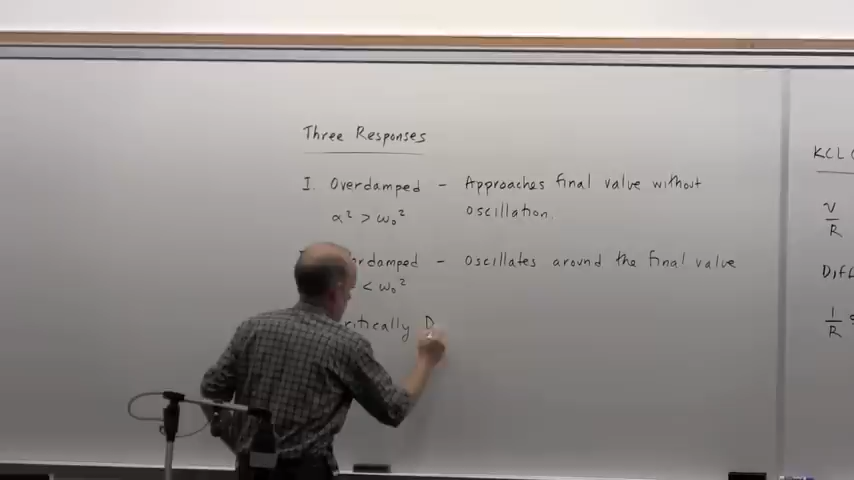 Three Responses
I. Overdamped - Approaches final value without
α² > ω₀² oscillation.
rdamped - oscillates around the final value
< ω₀²
ritically D
KCL
v
R
Diff
1
R